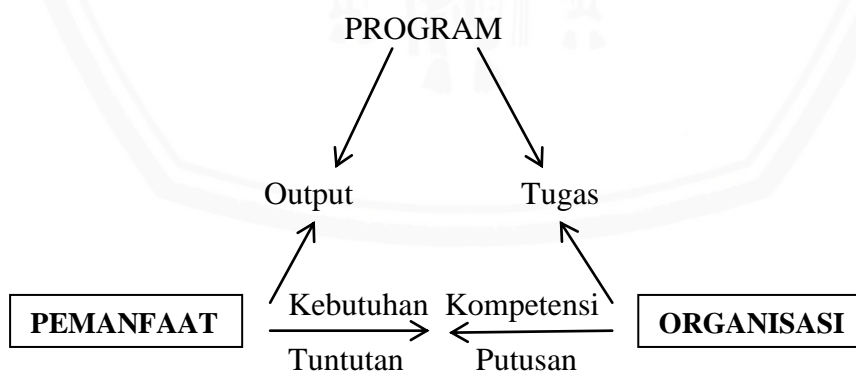 PROGRAM
Output Tugas
Kebutuhan Kompetensi
PEMANFAAT ORGANISASI
Tuntutan Putusan